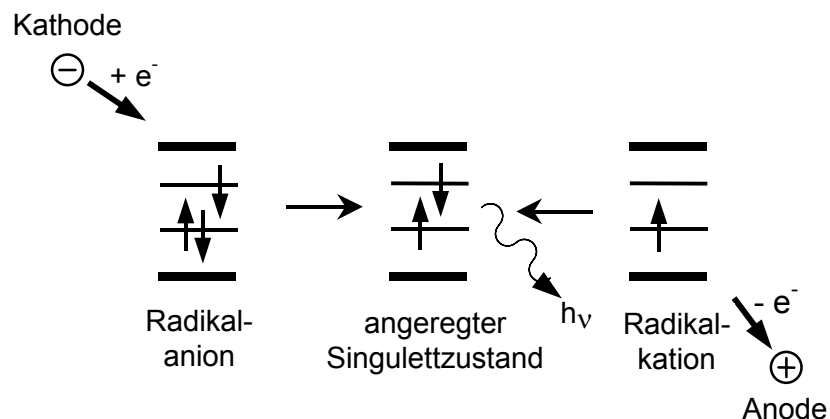 Kathode
⊖
+ e⁻
Radikal-
anion
angeregter
Singulettzustand
hν
Radikal-
kation
- e⁻
⊕
Anode